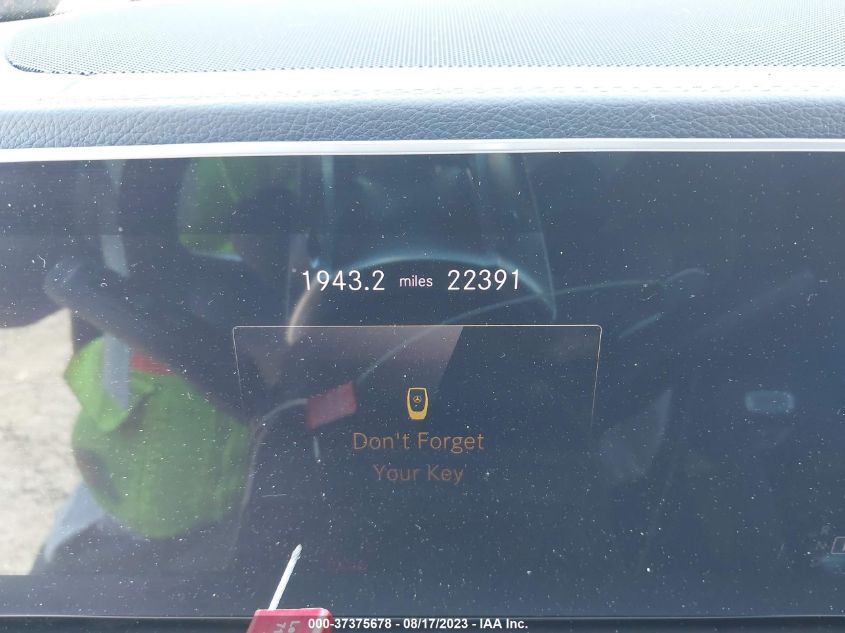 1943.2 miles 22391
Don't Forget
Your Key
000-37375678 - 08/17/2023 - IAA Inc.